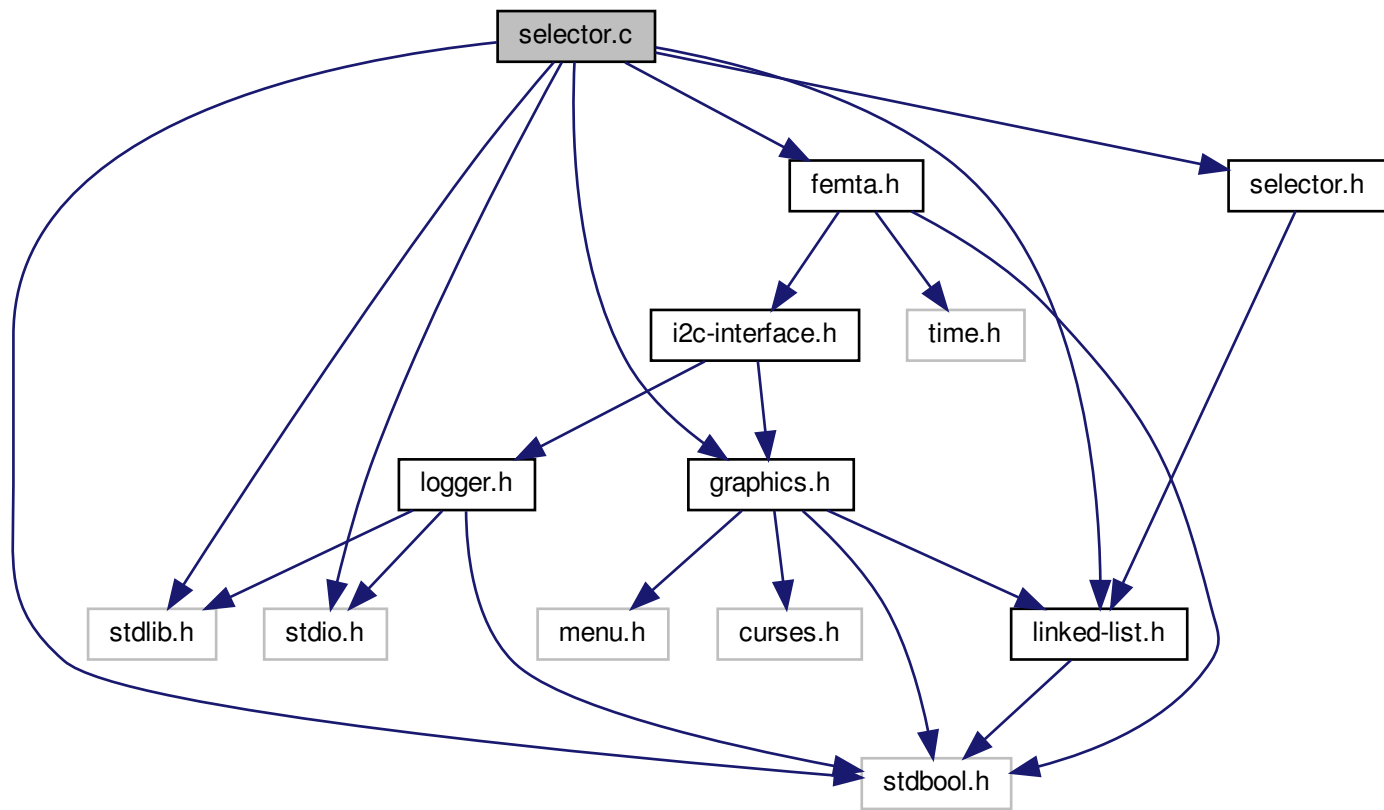 selector.c
femta.h
selector.h
i2c-interface.h
time.h
logger.h
graphics.h
stdlib.h
stdio.h
menu.h
curses.h
linked-list.h
stdbool.h